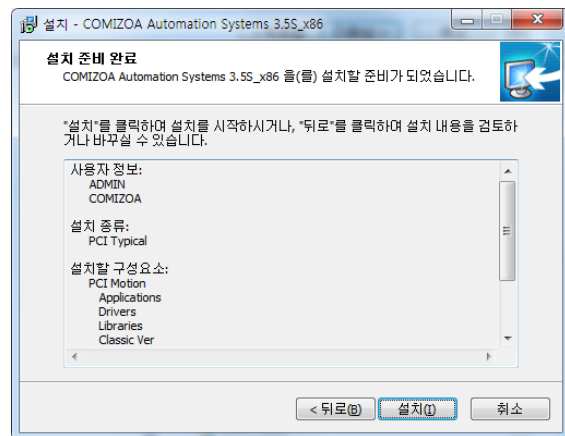 설치 - COMIZOA Automation Systems 3.5S_x86
설치 준비 완료
COMIZOA Automation Systems 3.5S_x86 을(를) 설치할 준비가 되었습니다.
"설치"를 클릭하여 설치를 시작하시거나, "뒤로"를 클릭하여 설치 내용을 검토하
거나 바꾸실 수 있습니다.
사용자 정보:
ADMIN
COMIZOA
설치 종류:
PCI Typical
설치할 구성요소:
PCI Motion
Applications
Drivers
Libraries
Classic Ver
< 뒤로(B)
설치(I)
취소